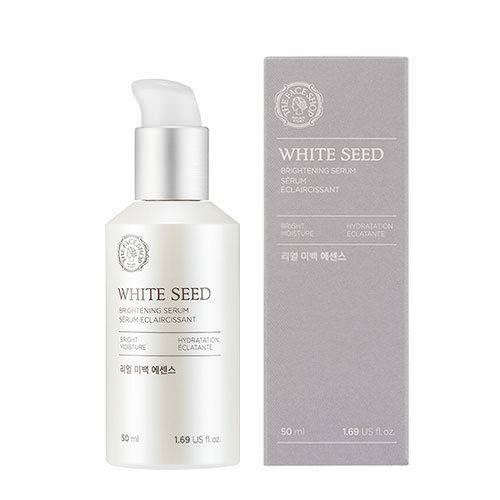 THE FACE SHOP
WHITE SEED
BRIGHTENING SERUM
SÉRUM ÉCLAIRCISSANT
BRIGHT
MOISTURE
HYDRATATION
ÉCLATANTE
리얼 미백 에센스
50 ml
1.69 US fl.oz.
THE FACE SHOP
WHITE SEED
BRIGHTENING SERUM
SÉRUM
ÉCLAIRCISSANT
BRIGHT
MOISTURE
HYDRATATION
ÉCLATANTE
리얼 미백 에센스
50 ml
1.69 US fl.oz.